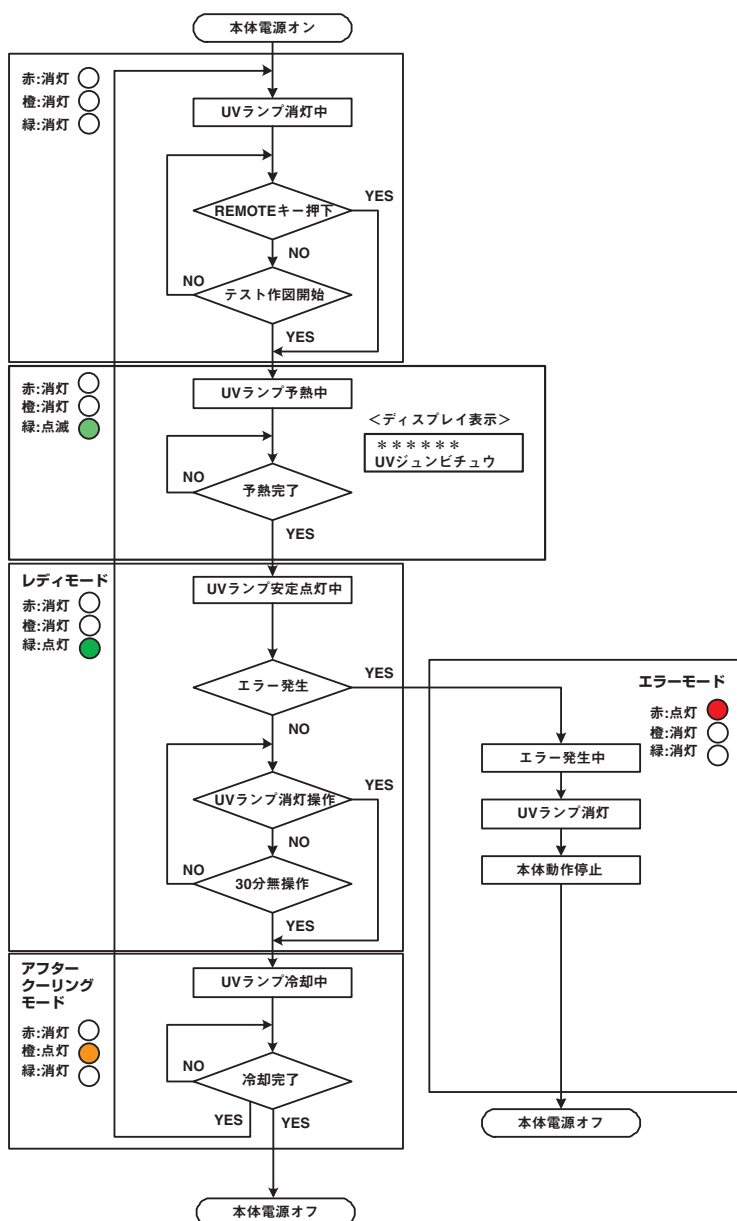 本体電源オン
赤:消灯
橙:消灯
緑:消灯
UVランプ消灯中
REMOTEキー押下
YES
NO
テスト作図開始
NO
YES
赤:消灯
橙:消灯
緑:点滅
UVランプ予熱中
<ディスプレイ表示>
******
UVジュンビチュウ
予熱完了
NO
YES
レディモード
赤:消灯
橙:消灯
緑:点灯
UVランプ安定点灯中
エラー発生
YES
NO
UVランプ消灯操作
YES
NO
30分無操作
NO
YES
エラーモード
赤:点灯
橙:消灯
緑:消灯
エラー発生中
UVランプ消灯
本体動作停止
本体電源オフ
アフター
クーリング
モード
赤:消灯
橙:点灯
緑:消灯
UVランプ冷却中
冷却完了
NO
YES
YES
本体電源オフ